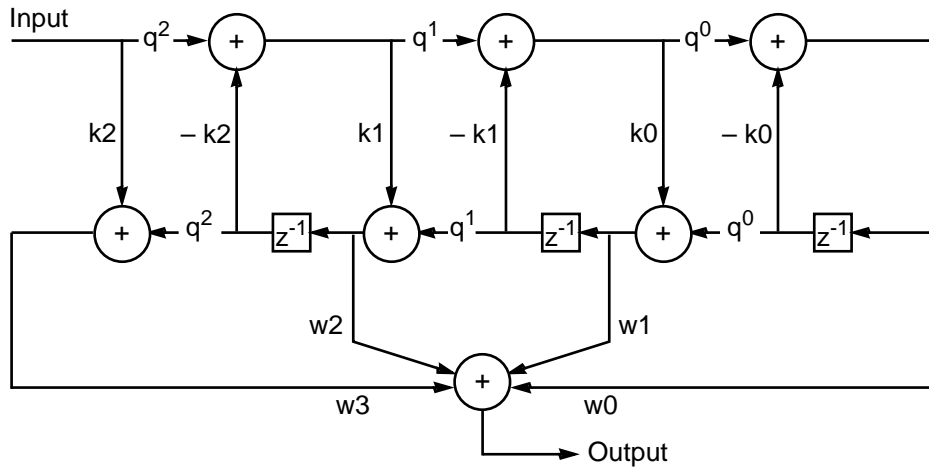 Input
q² + q¹ + q⁰ +
k2 – k2 k1 – k1 k0 – k0
+ q² z⁻¹ + q¹ z⁻¹ + q⁰ z⁻¹
w2 w1
+
w3 w0
Output